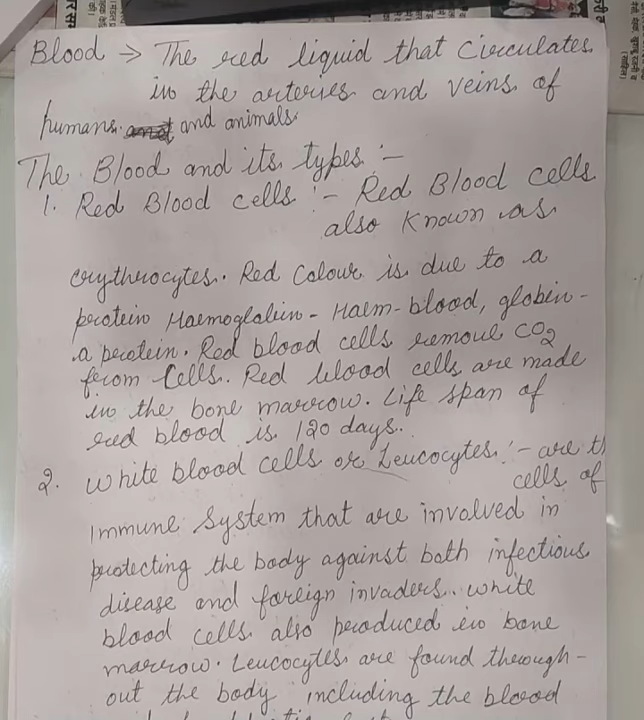 Blood → The red liquid that Circulates
in the arteries and veins of
humans and and animals
The Blood and its types :-
1. Red Blood cells :- Red Blood cells
also Known as
erythrocytes. Red Colour is due to a
protein Haemoglobin - Haem-blood, globin -
a protein. Red blood cells remove CO2
from Cells. Red blood cells are made
in the bone marrow. Life span of
red blood is 120 days.
2. White blood cells or Leucocytes :- are
cells of
Immune System that are involved in
protecting the body against both infectious
disease and foreign invaders. white
blood cells also produced in bone
marrow. Leucocytes are found through-
out the body including the blood